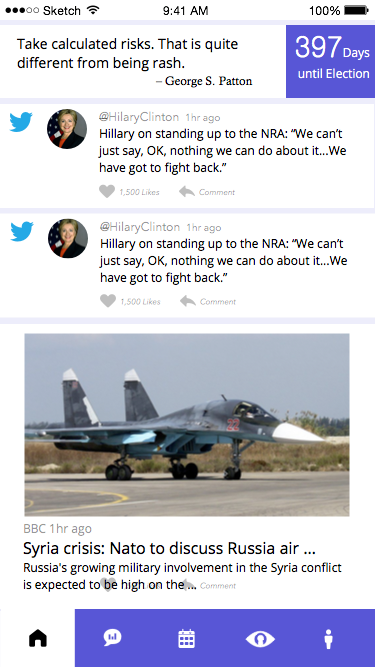 Sketch 9:41 AM 100%
Take calculated risks. That is quite
different from being rash.
– George S. Patton
397 Days
until Election
@HilaryClinton 1hr ago
Hillary on standing up to the NRA: “We can’t
just say, OK, nothing we can do about it...We
have got to fight back.”
1,500 Likes Comment
@HilaryClinton 1hr ago
Hillary on standing up to the NRA: “We can’t
just say, OK, nothing we can do about it...We
have got to fight back.”
1,500 Likes Comment
BBC 1hr ago
Syria crisis: Nato to discuss Russia air ...
Russia's growing military involvement in the Syria conflict
is expected to be high on the ...
Comment